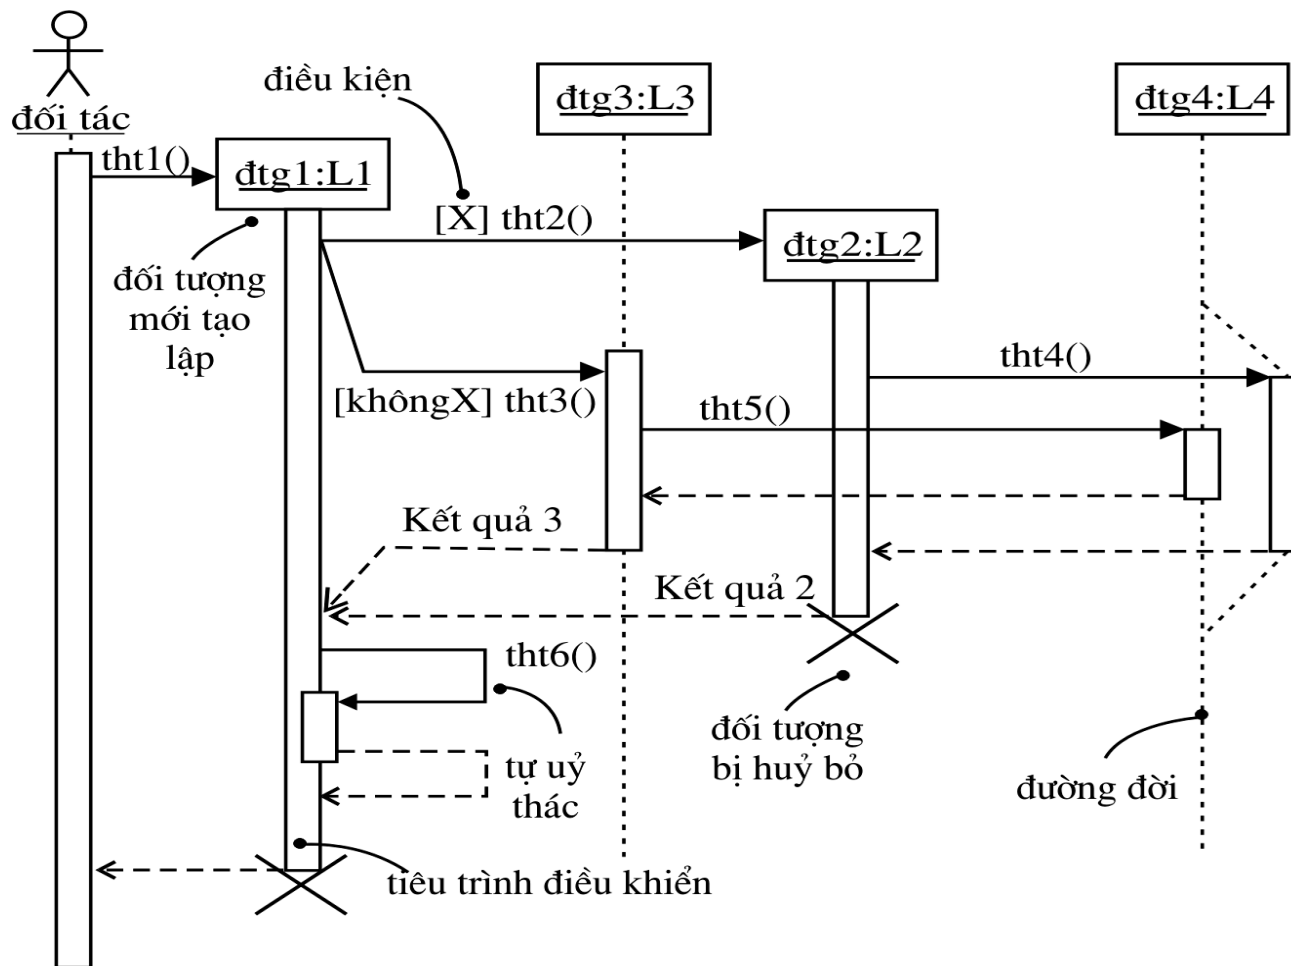 điều kiện
đtg3:L3
đtg4:L4
đối tác
tht1()
đtg1:L1
[X] tht2()
đtg2:L2
đối tượng
mới tạo
lập
tht4()
[khôngX] tht3()
tht5()
Kết quả 3
Kết quả 2
tht6()
tự uỷ
thác
đối tượng
bị huỷ bỏ
đường đời
tiêu trình điều khiển